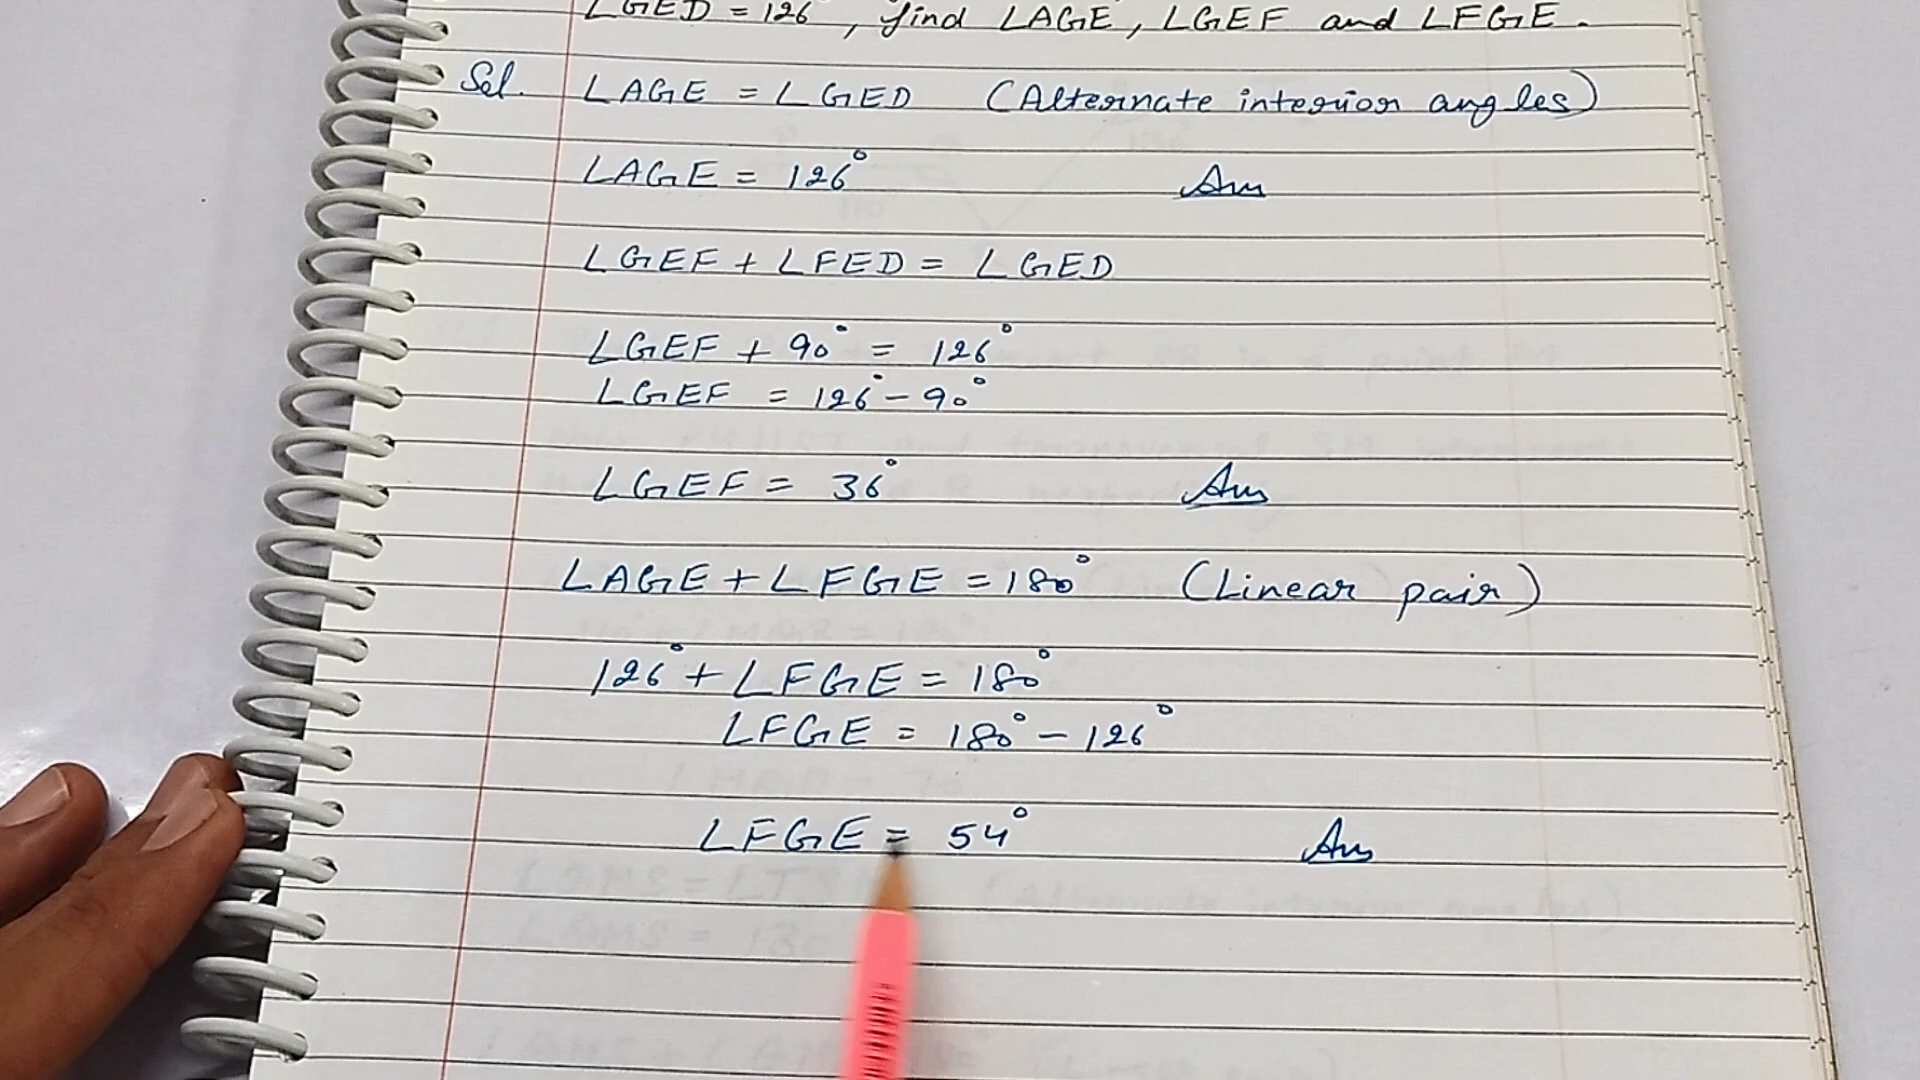 ∠GED = 126°, find ∠AGE, ∠GEF and ∠FGE.
Sol. ∠AGE = ∠GED (Alternate interior angles)
∠AGE = 126° Ans
∠GEF + ∠FED = ∠GED
∠GEF + 90° = 126°
∠GEF = 126° - 90°
∠GEF = 36° Ans
∠AGE + ∠FGE = 180° (Linear pair)
126° + ∠FGE = 180°
∠FGE = 180° - 126°
∠FGE = 54° Ans